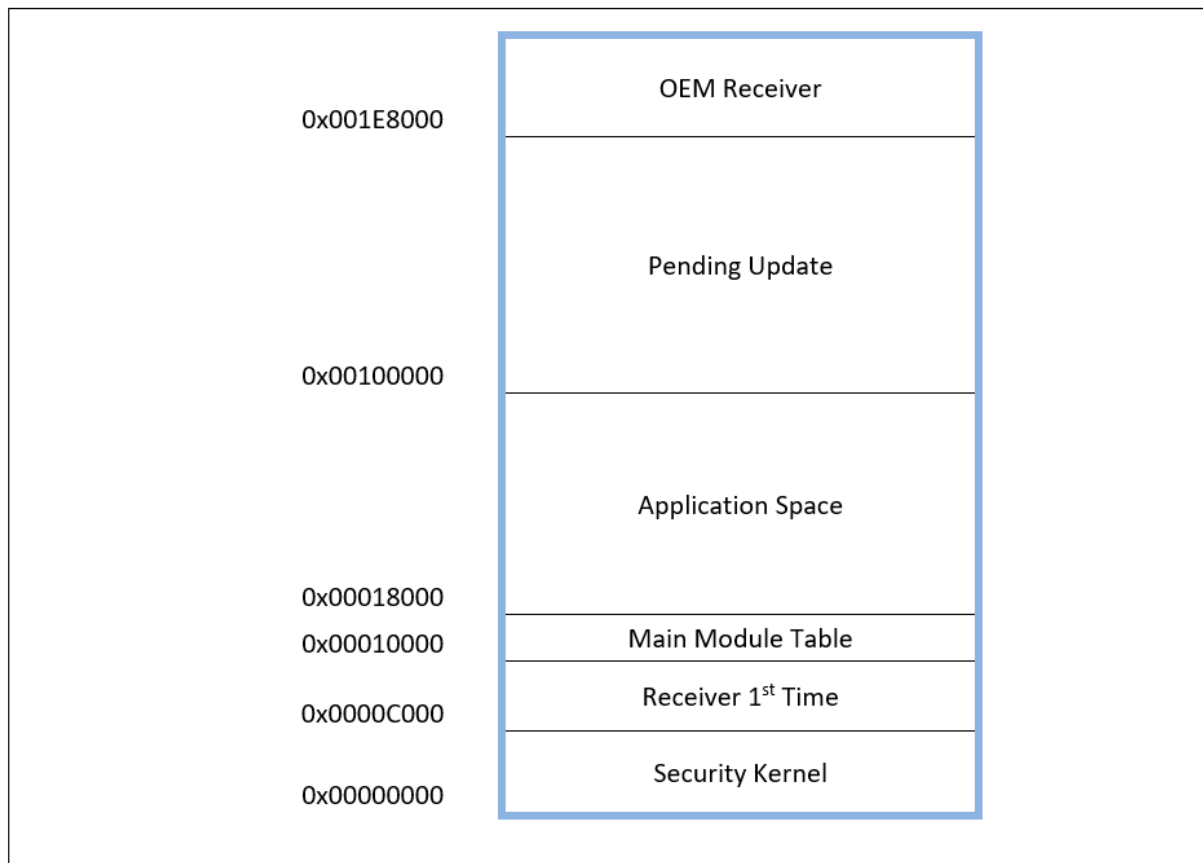 OEM Receiver
0x001E8000
Pending Update
0x00100000
Application Space
0x00018000
Main Module Table
0x00010000
Receiver 1st Time
0x0000C000
Security Kernel
0x00000000